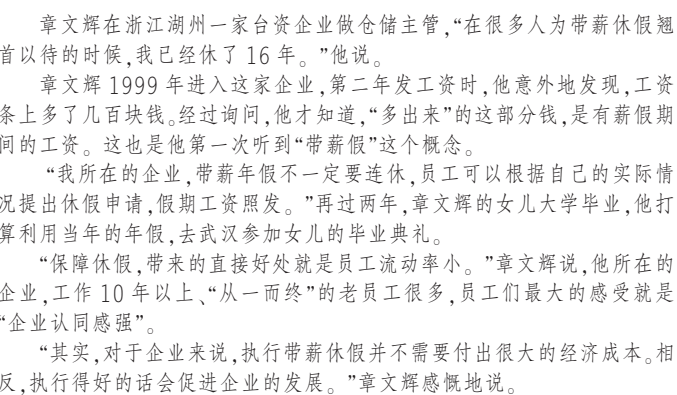 章文辉在浙江湖州一家台资企业做仓储主管,“在很多人为带薪休假翘
首以待的时候,我已经休了 16 年。”他说。
章文辉 1999 年进入这家企业,第二年发工资时,他意外地发现,工资
条上多了几百块钱。经过询问,他才知道,“多出来”的这部分钱,是有薪假期
间的工资。这也是他第一次听到“带薪假”这个概念。
“我所在的企业,带薪年假不一定要连休,员工可以根据自己的实际情
况提出休假申请,假期工资照发。”再过两年,章文辉的女儿大学毕业,他打
算利用当年的年假,去武汉参加女儿的毕业典礼。
“保障休假,带来的直接好处就是员工流动率小。”章文辉说,他所在的
企业,工作 10 年以上、“从一而终”的老员工很多,员工们最大的感受就是
“企业认同感强”。
“其实,对于企业来说,执行带薪休假并不需要付出很大的经济成本。相
反,执行得好的话会促进企业的发展。”章文辉感慨地说。